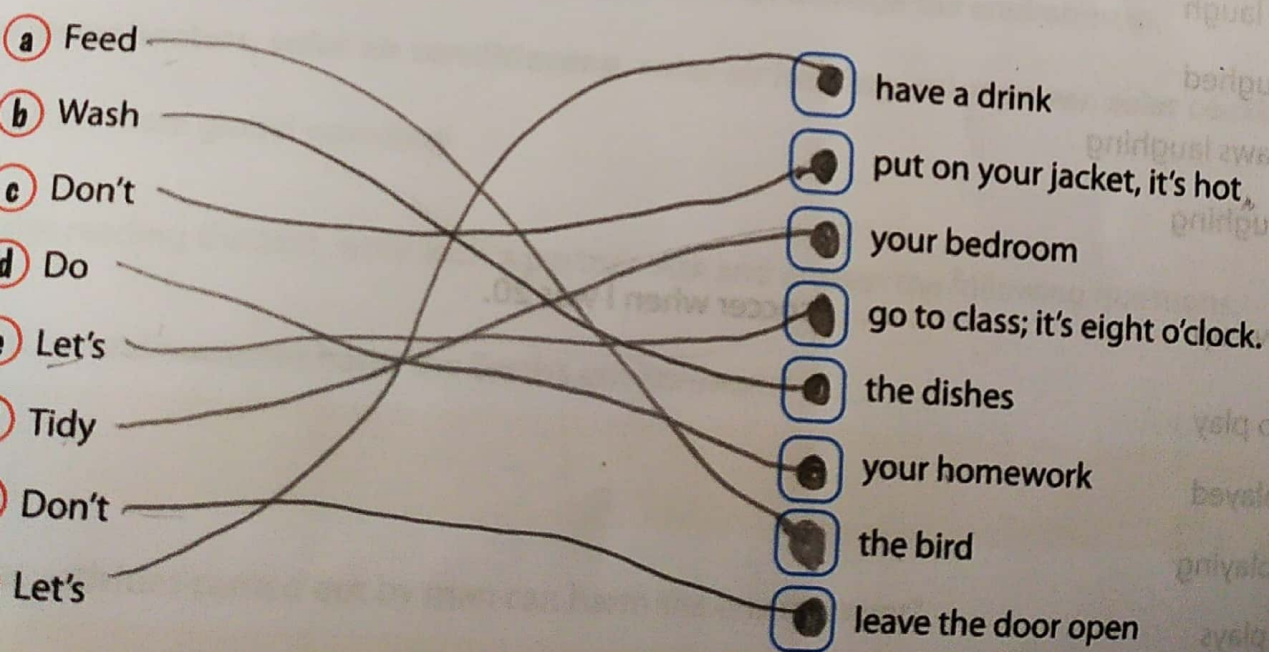 a Feed
b Wash
c Don't
d Do
Let's
Tidy
Don't
Let's
have a drink
put on your jacket, it's hot
your bedroom
go to class; it's eight o'clock.
the dishes
your homework
the bird
leave the door open